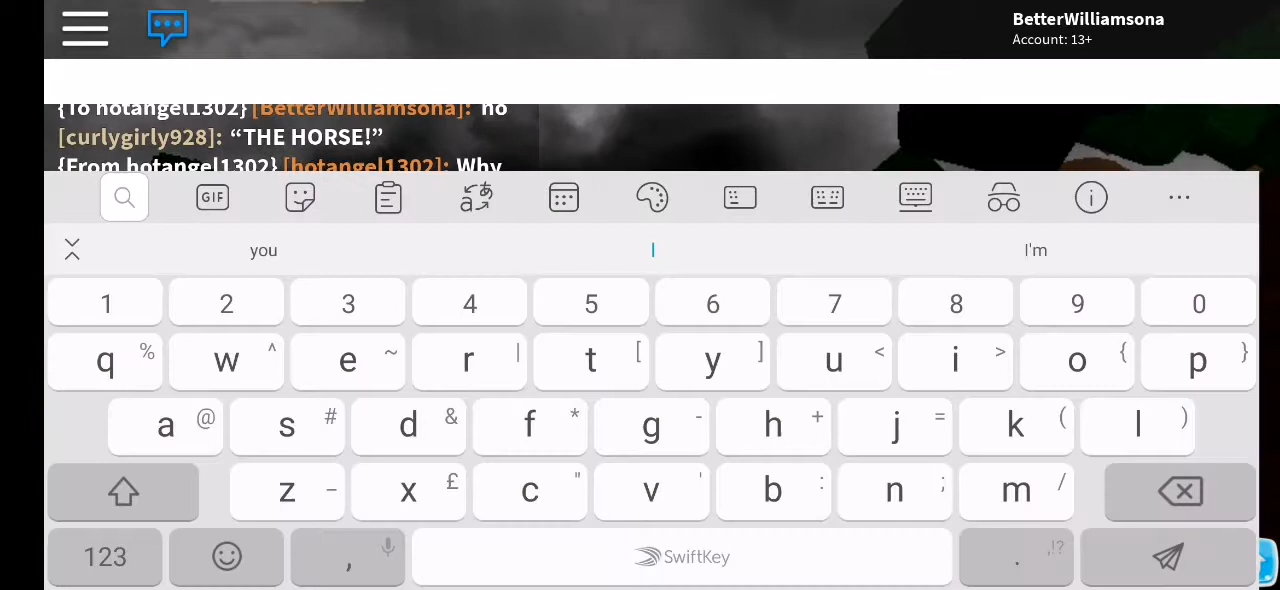 BetterWilliamsona
Account: 13+
{To hotangel1302} [BetterWilliamsona]: no
[curlygirly928]: “THE HORSE!”
{From hotangel1302} [hotangel1302]: Why
GIF
you I I'm
1 2 3 4 5 6 7 8 9 0
q % w ^ e ~ r | t [ y ] u < i > o { p }
a @ s # d & f * g - h + j = k ( l )
z _ x £ c " v ' b : n ; m /
123 , SwiftKey . ,!?